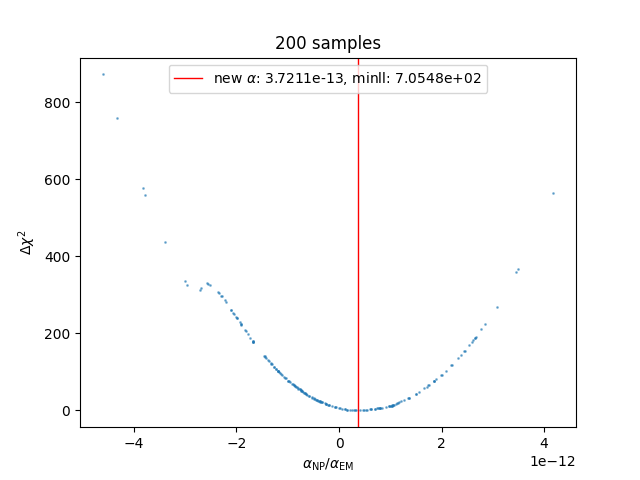 200 samples
new α: 3.7211e-13, minll: 7.0548e+02
800
600
400
200
0
Δχ²
−4
−2
0
2
4
1e−12
α_NP/α_EM